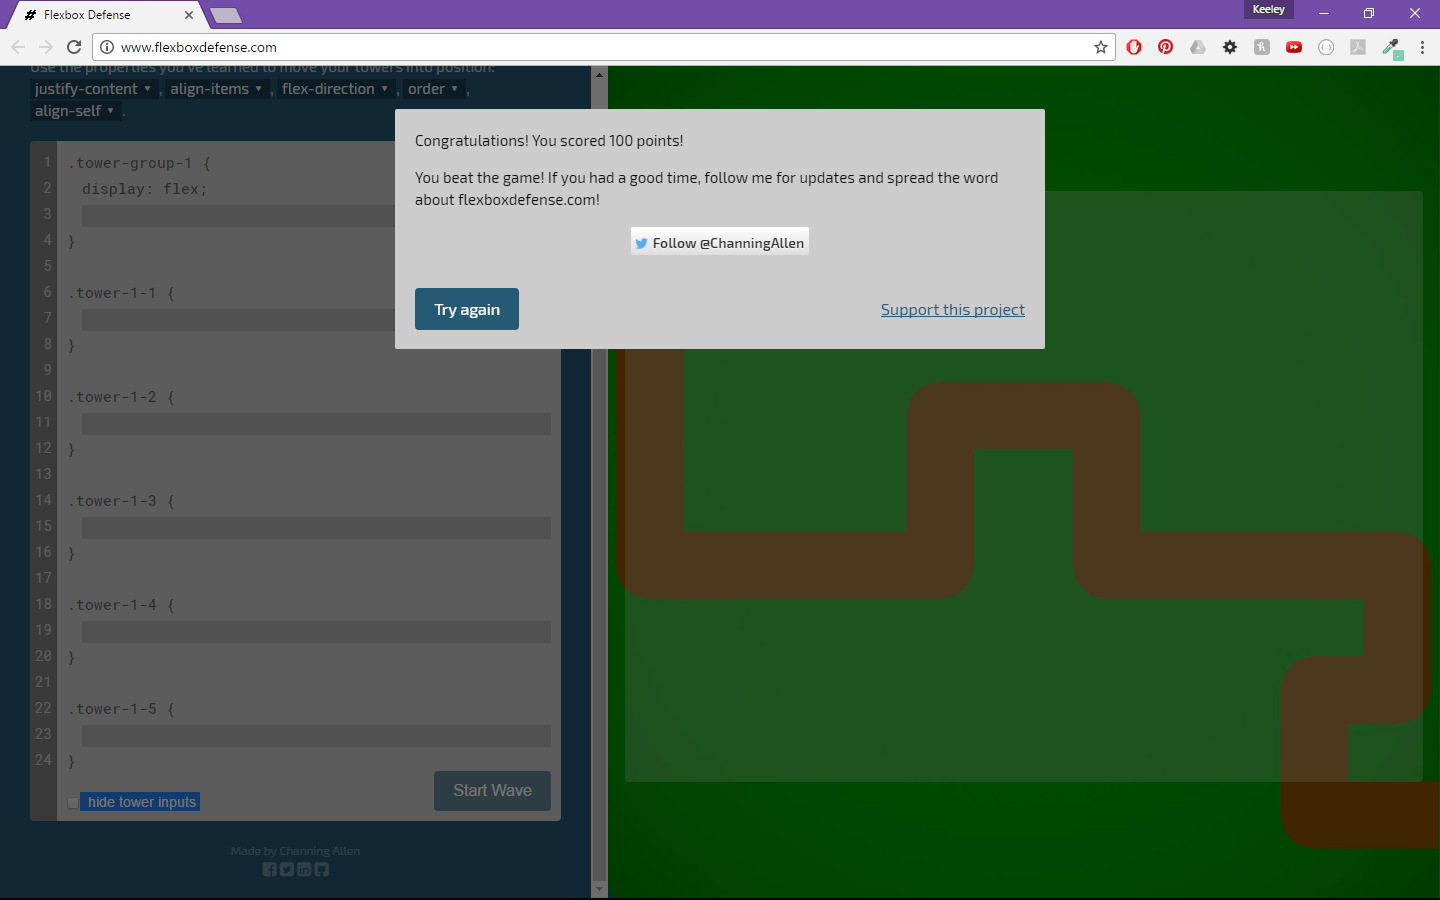 Flexbox Defense
Keeley
www.flexboxdefense.com
Use the properties you've learned to move your towers into position:
justify-content ▼ , align-items ▼ , flex-direction ▼ , order ▼ ,
align-self ▼ .
1 .tower-group-1 {
2 display: flex;
3
4 }
5
6 .tower-1-1 {
7
8 }
9
10 .tower-1-2 {
11
12 }
13
14 .tower-1-3 {
15
16 }
17
18 .tower-1-4 {
19
20 }
21
22 .tower-1-5 {
23
24 }
hide tower inputs
Start Wave
Made by Channing Allen
Congratulations! You scored 100 points!
You beat the game! If you had a good time, follow me for updates and spread the word
about flexboxdefense.com!
Follow @ChanningAllen
Try again
Support this project